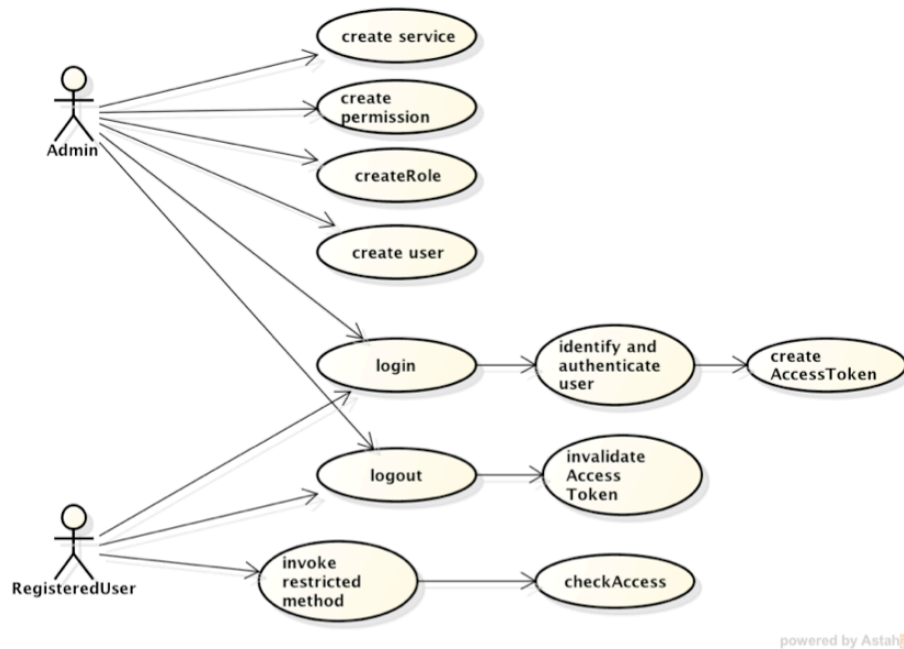 create service
create
permission
Admin
createRole
create user
login
identify and
authenticate
user
create
AccessToken
logout
invalidate
Access
Token
RegisteredUser
invoke
restricted
method
checkAccess
powered by Astah